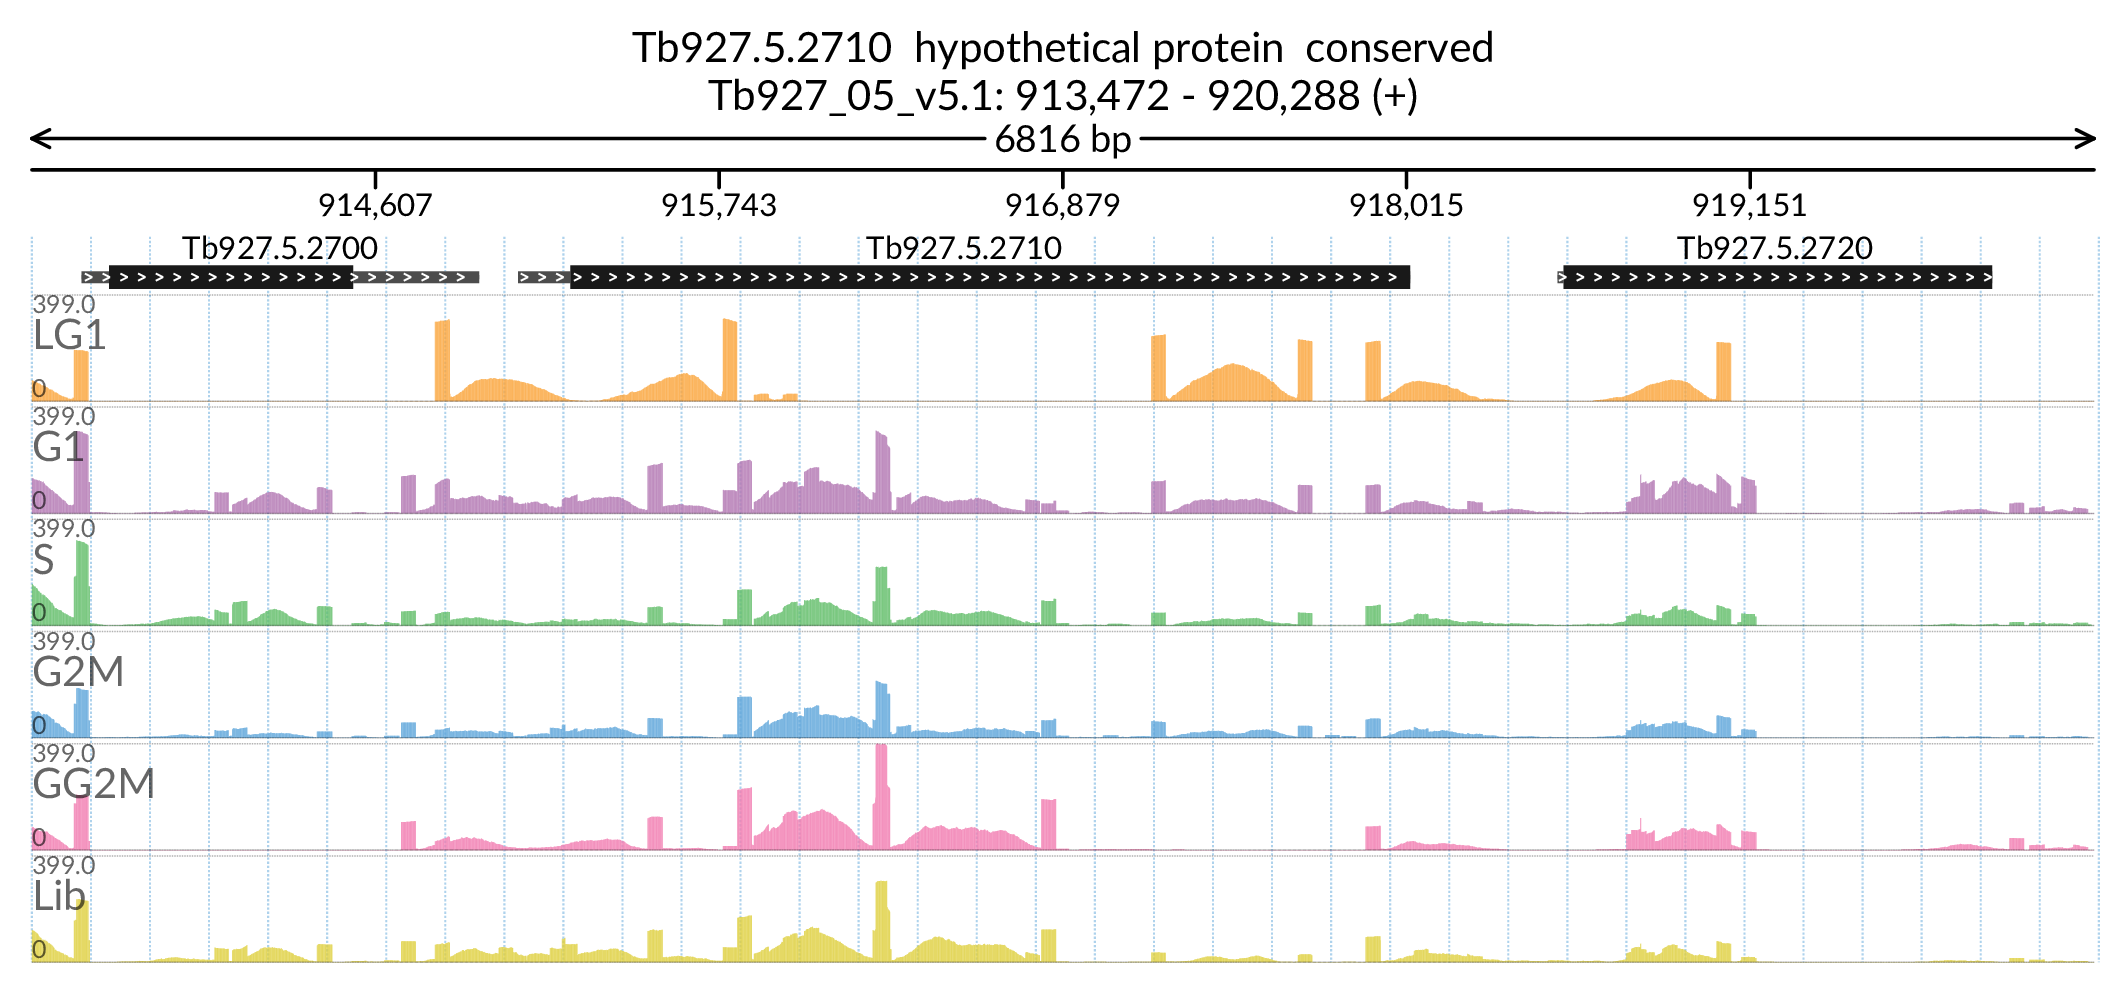 Tb927.5.2710 hypothetical protein conserved
Tb927_05_v5.1: 913,472 - 920,288 (+)
6816 bp
914,607 915,743 916,879 918,015 919,151
Tb927.5.2700 Tb927.5.2710 Tb927.5.2720
399.0
LG1
0
399.0
G1
0
399.0
S
0
399.0
G2M
0
399.0
GG2M
0
399.0
Lib
0